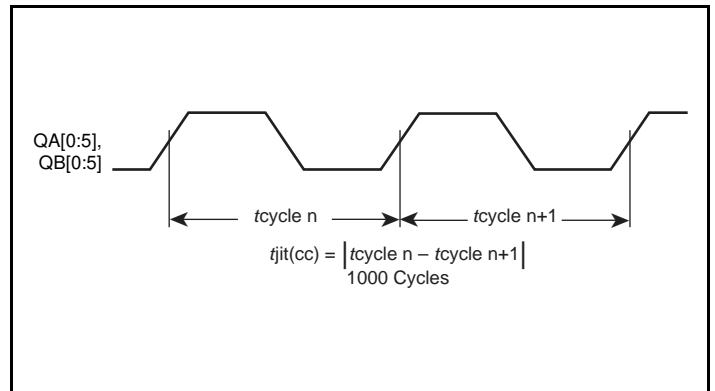 QA[0:5],
QB[0:5]
tcycle n
tcycle n+1
tjit(cc) = |tcycle n – tcycle n+1|
1000 Cycles